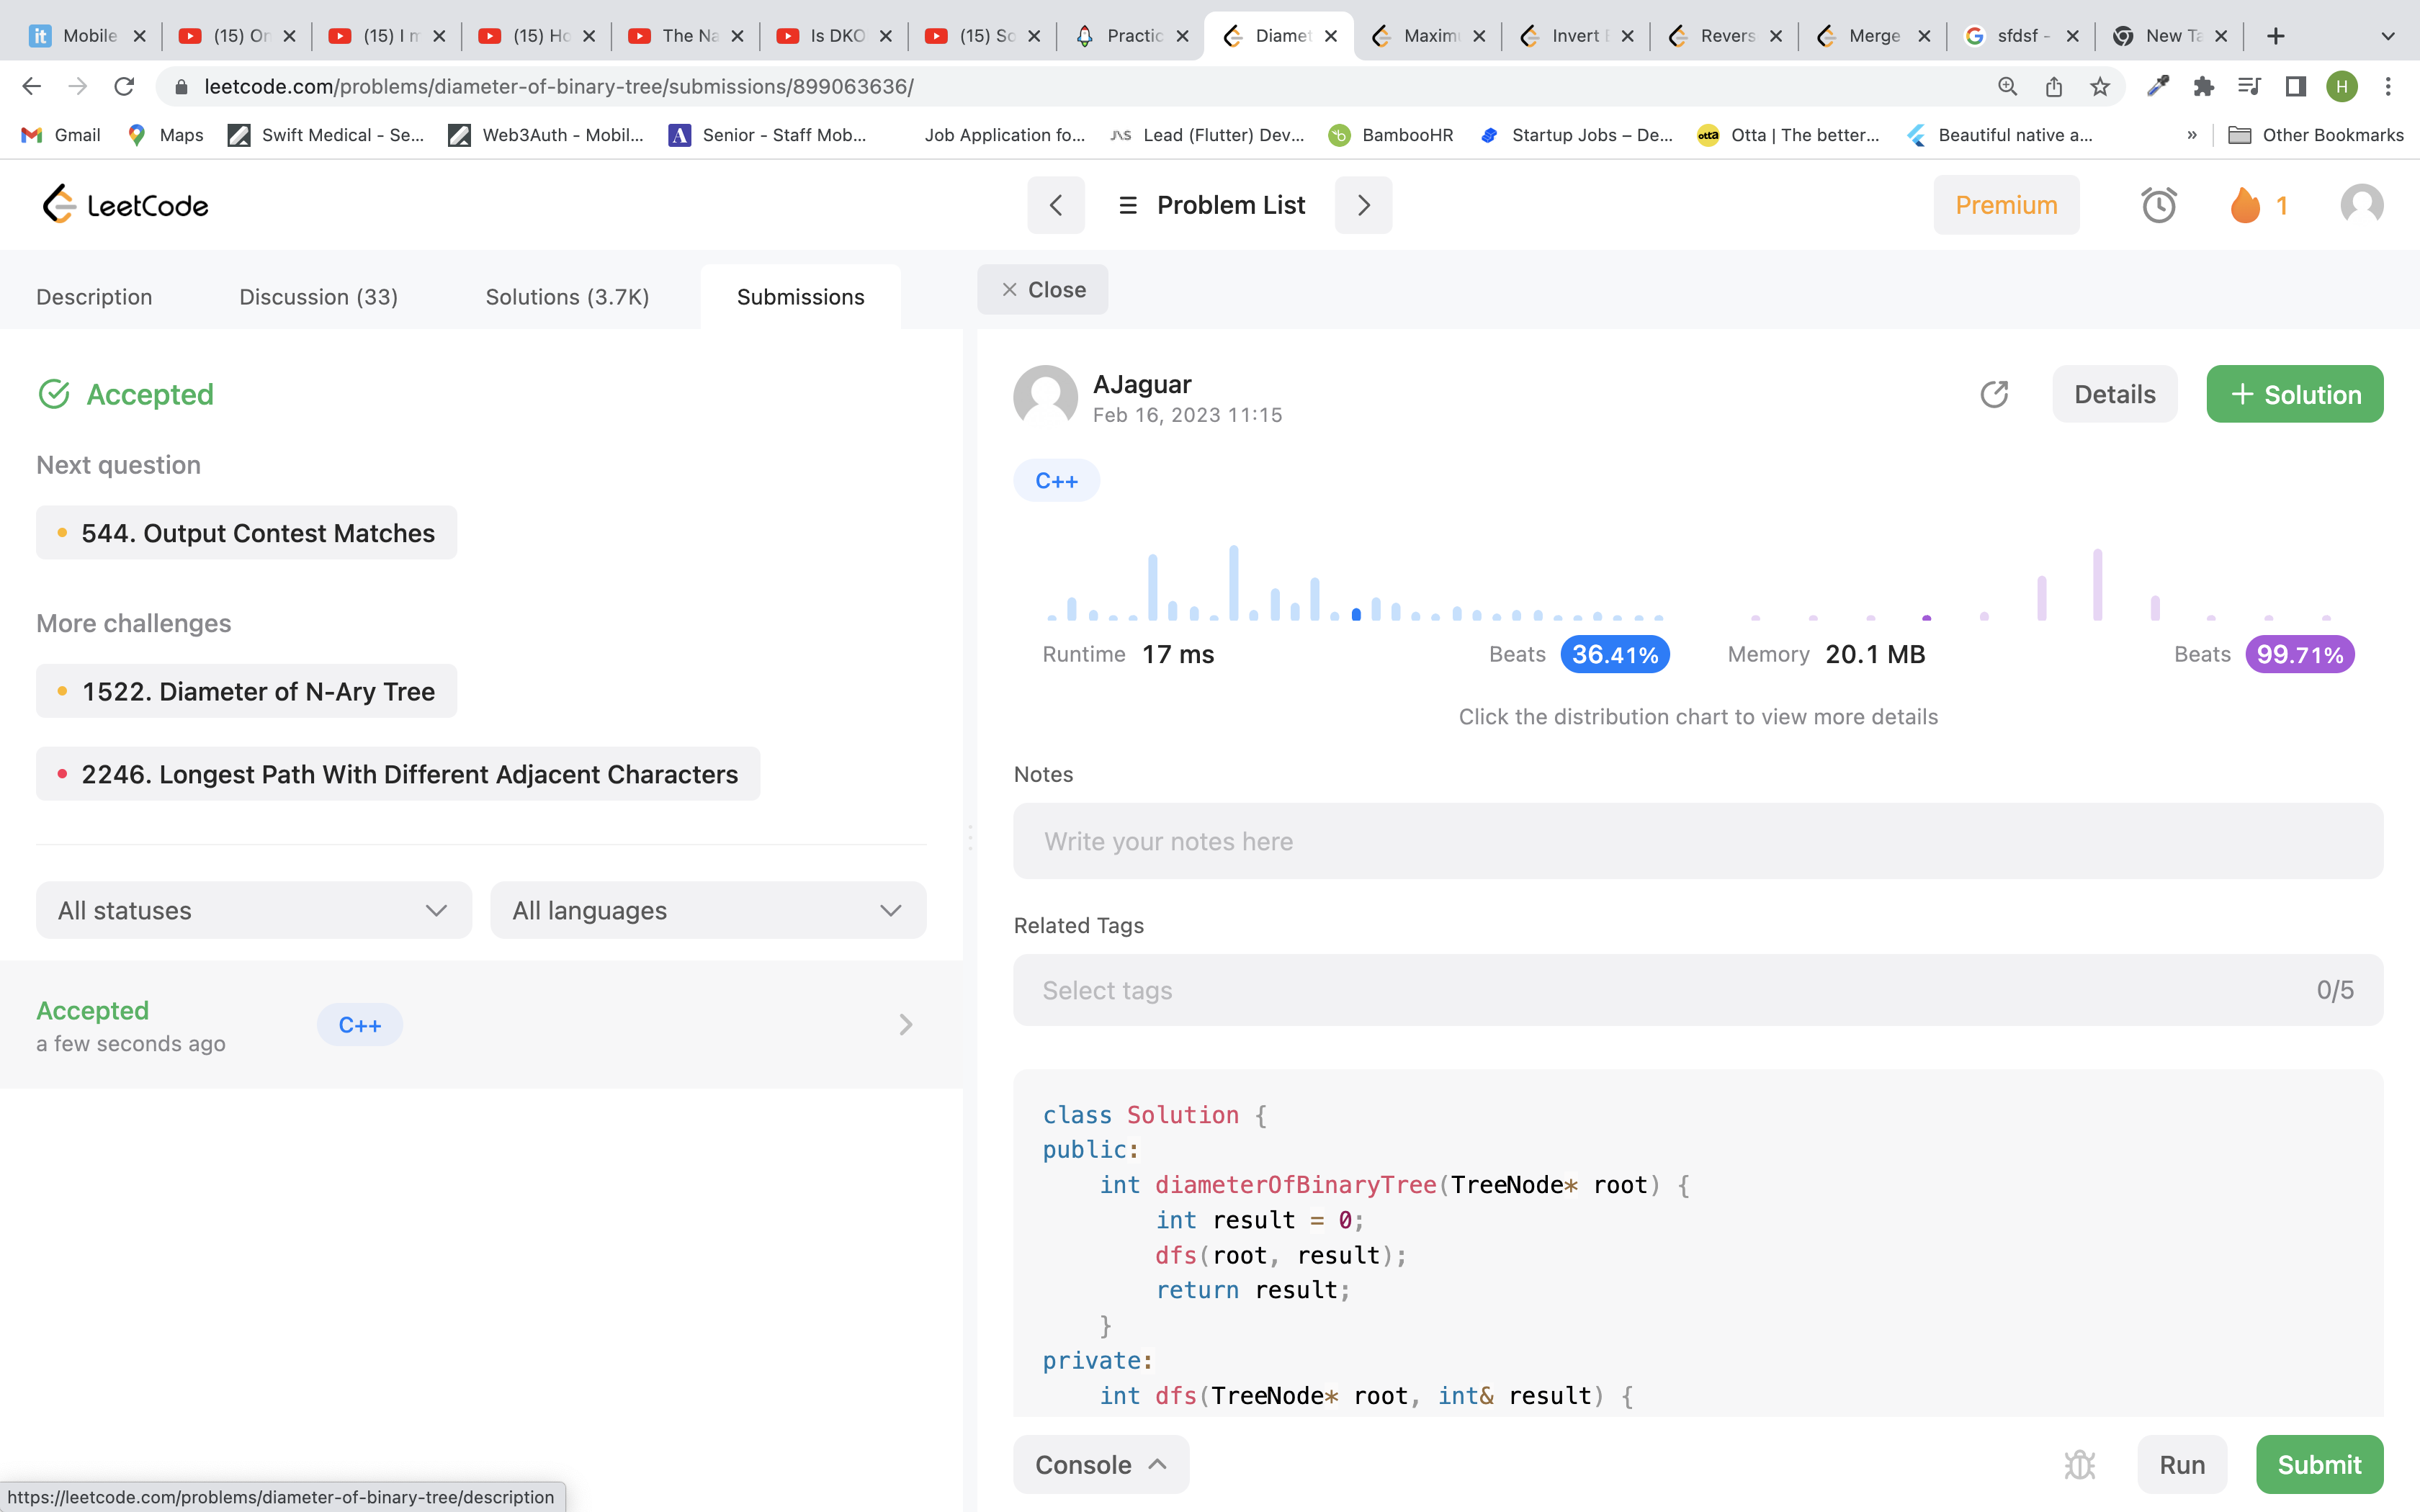 Mobile (15) On (15) I m (15) Ho The Na Is DKO (15) So Practic Diamet Maxim Invert Revers Merge sfdsf - New Ta
leetcode.com/problems/diameter-of-binary-tree/submissions/899063636/ H
Gmail Maps Swift Medical - Se... Web3Auth - Mobil... Senior - Staff Mob... Job Application fo... Lead (Flutter) Dev... BambooHR Startup Jobs – De... Otta | The better... Beautiful native a... » Other Bookmarks
LeetCode Problem List Premium 1
Description Discussion (33) Solutions (3.7K) Submissions Close
Accepted
Next question
544. Output Contest Matches
More challenges
1522. Diameter of N-Ary Tree
2246. Longest Path With Different Adjacent Characters
All statuses All languages
Accepted
a few seconds ago
C++
AJaguar
Feb 16, 2023 11:15
Details + Solution
C++
Runtime 17 ms Beats 36.41% Memory 20.1 MB Beats 99.71%
Click the distribution chart to view more details
Notes
Write your notes here
Related Tags
Select tags 0/5
class Solution {
public:
    int diameterOfBinaryTree(TreeNode* root) {
        int result = 0;
        dfs(root, result);
        return result;
    }
private:
    int dfs(TreeNode* root, int& result) {
Console Run Submit
https://leetcode.com/problems/diameter-of-binary-tree/description